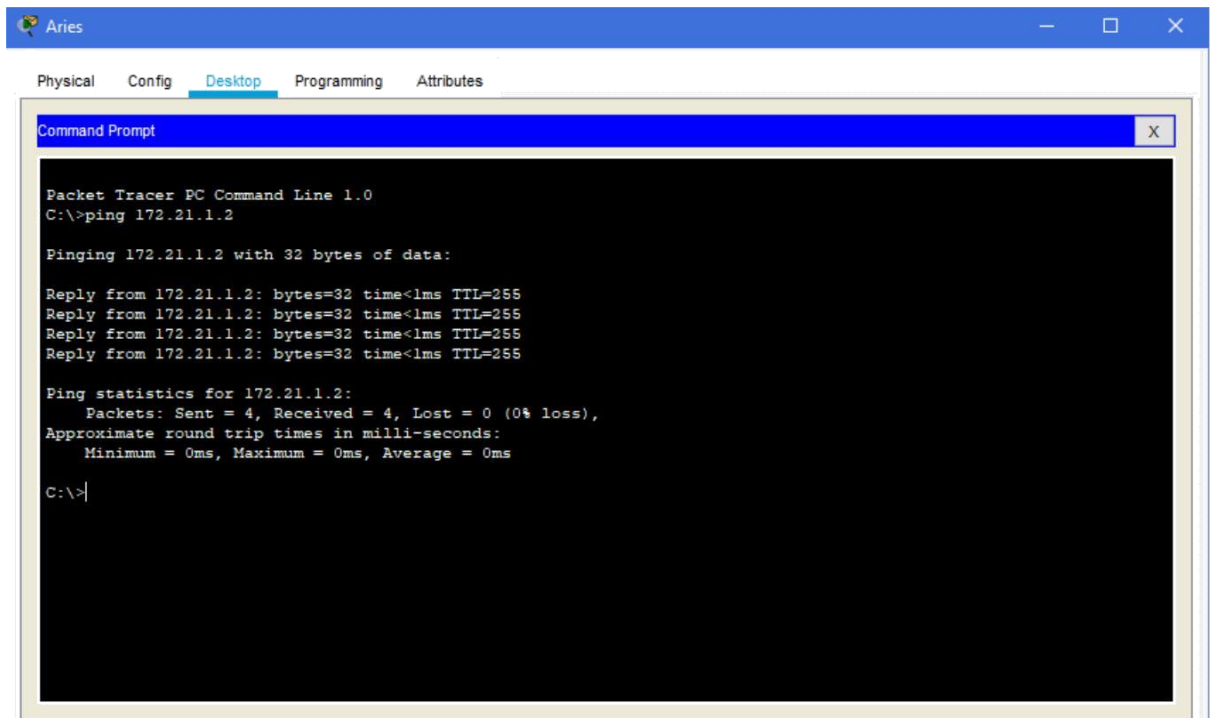 Aries
Physical Config Desktop Programming Attributes
Command Prompt
X
Packet Tracer PC Command Line 1.0
C:\>ping 172.21.1.2
Pinging 172.21.1.2 with 32 bytes of data:
Reply from 172.21.1.2: bytes=32 time<1ms TTL=255
Reply from 172.21.1.2: bytes=32 time<1ms TTL=255
Reply from 172.21.1.2: bytes=32 time<1ms TTL=255
Reply from 172.21.1.2: bytes=32 time<1ms TTL=255
Ping statistics for 172.21.1.2:
Packets: Sent = 4, Received = 4, Lost = 0 (0% loss),
Approximate round trip times in milli-seconds:
Minimum = 0ms, Maximum = 0ms, Average = 0ms
C:\>